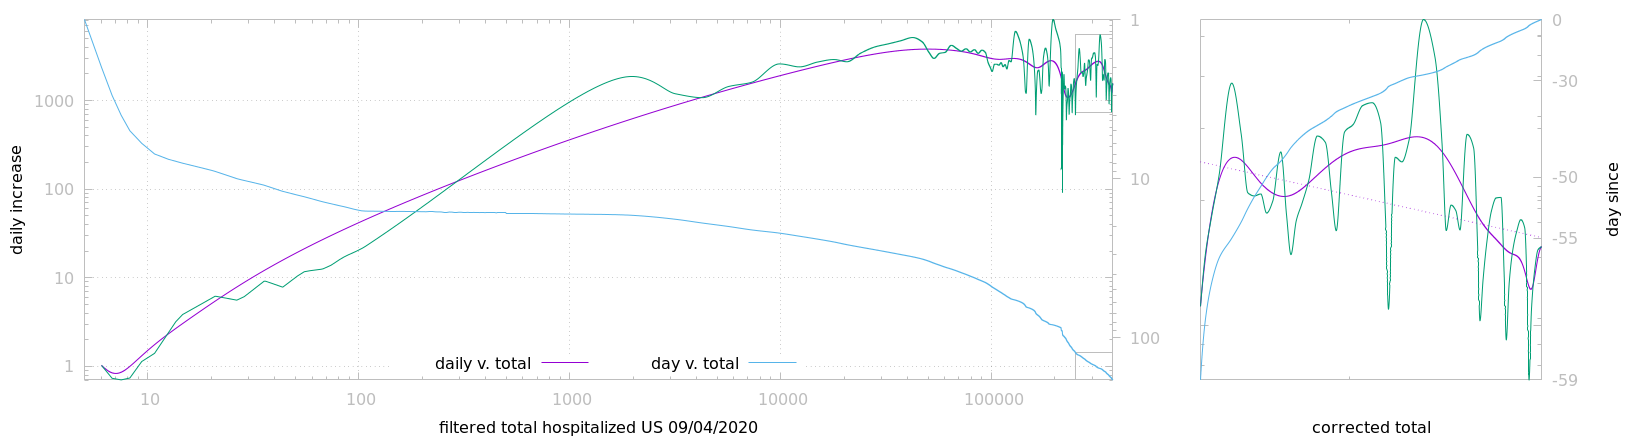 daily increase
1000
100
10
1
10
100
1000
10000
100000
1
10
100
daily v. total
day v. total
filtered total hospitalized US 09/04/2020
0
-30
-50
-55
-59
day since
corrected total